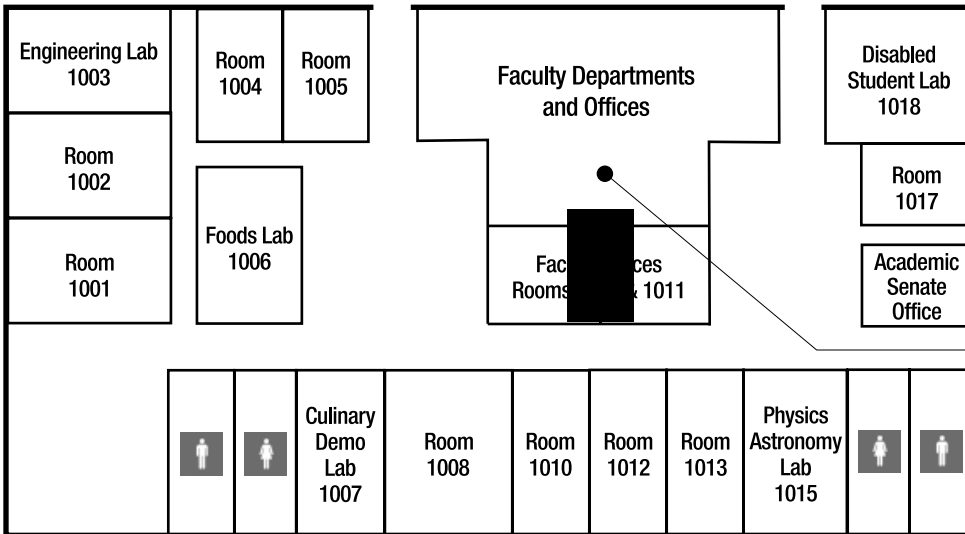 Engineering Lab
1003
Room
1004
Room
1005
Faculty Departments
and Offices
Disabled
Student Lab
1018
Room
1002
Room
1017
Foods Lab
1006
Room
1001
Rooms
& 1011
Academic
Senate
Office
Culinary
Demo
Lab
1007
Room
1008
Room
1010
Room
1012
Room
1013
Physics
Astronomy
Lab
1015